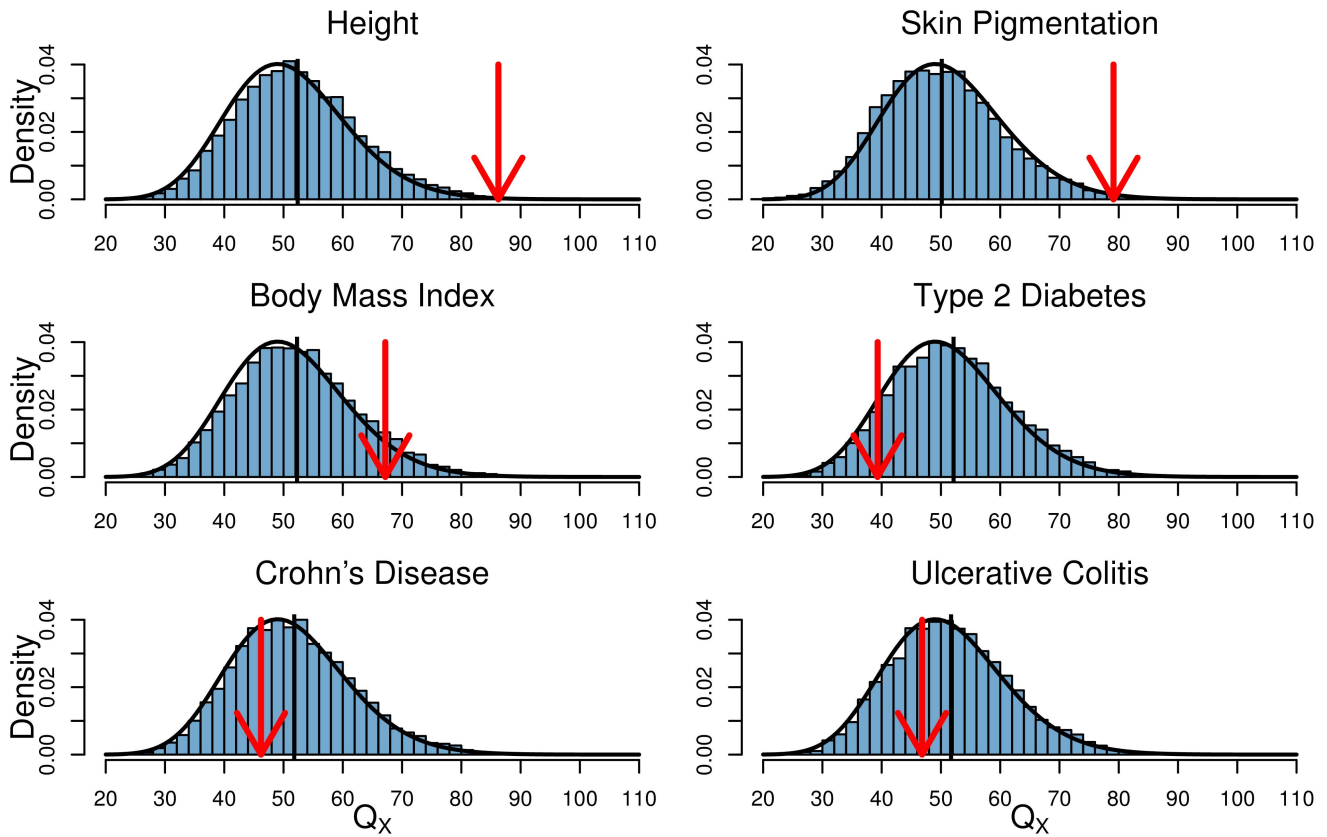 Height
Density
0.00 0.02 0.04
20 30 40 50 60 70 80 90 100 110
Skin Pigmentation
0.00 0.02 0.04
20 30 40 50 60 70 80 90 100 110
Body Mass Index
Density
0.00 0.02 0.04
20 30 40 50 60 70 80 90 100 110
Type 2 Diabetes
0.00 0.02 0.04
20 30 40 50 60 70 80 90 100 110
Crohn’s Disease
Density
0.00 0.02 0.04
20 30 40 50 60 70 80 90 100 110
QX
Ulcerative Colitis
0.00 0.02 0.04
20 30 40 50 60 70 80 90 100 110
QX